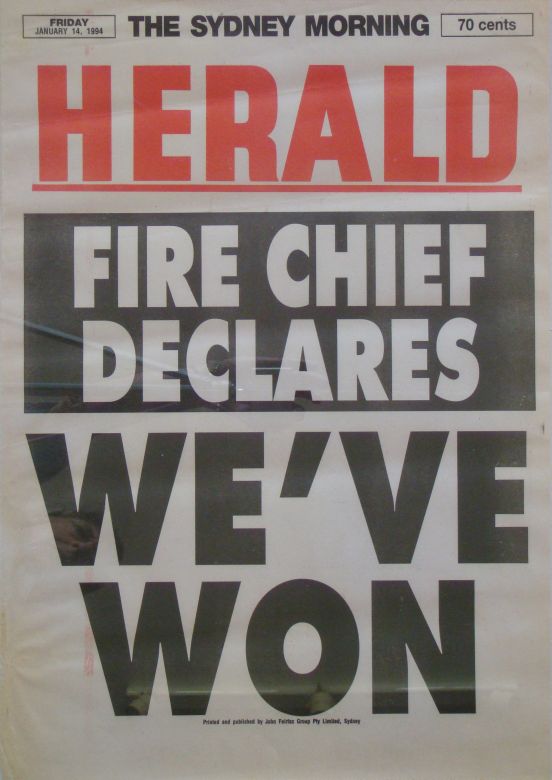 FRIDAY
JANUARY 14, 1994
THE SYDNEY MORNING
70 cents
HERALD
FIRE CHIEF
DECLARES
WE'VE
WON
Printed and published by John Fairfax Group Pty Limited, Sydney